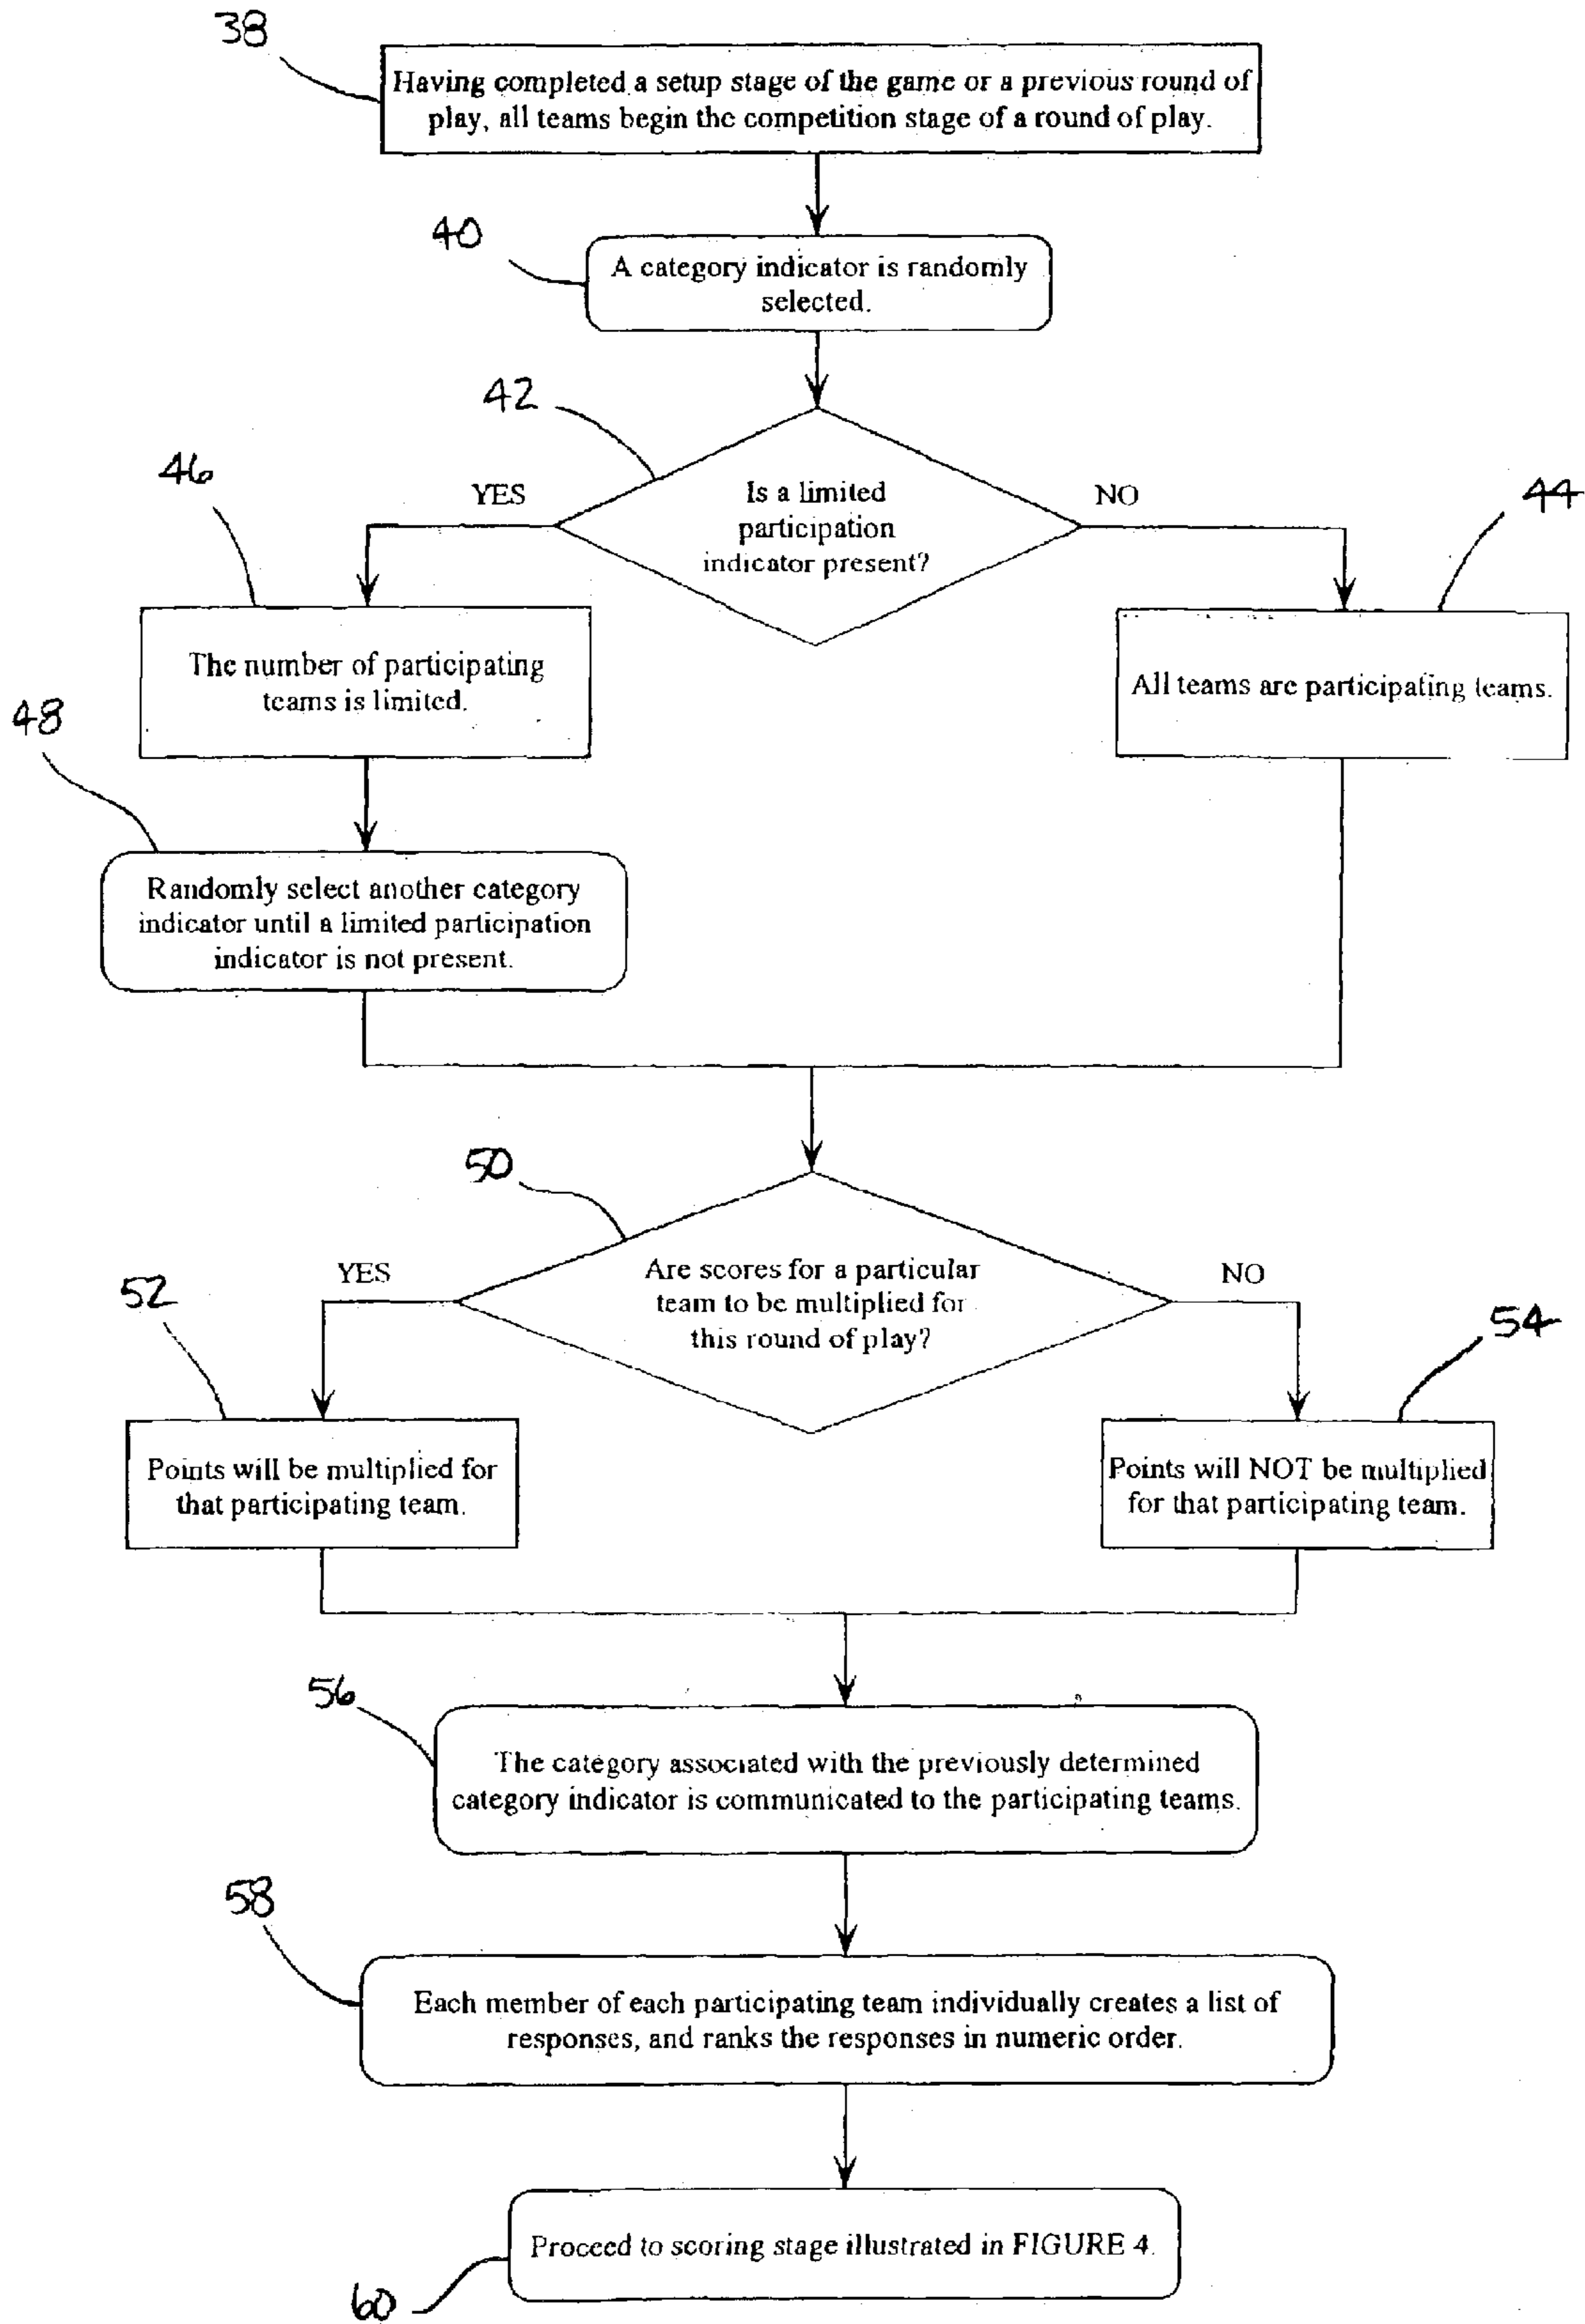 38
Having completed a setup stage of the game or a previous round of
play, all teams begin the competition stage of a round of play.
40
A category indicator is randomly
selected.
42
Is a limited
participation
indicator present?
YES
NO
46
The number of participating
teams is limited.
44
All teams are participating teams.
48
Randomly select another category
indicator until a limited participation
indicator is not present.
50
Are scores for a particular
team to be multiplied for
this round of play?
YES
NO
52
Points will be multiplied for
that participating team.
54
Points will NOT be multiplied
for that participating team.
56
The category associated with the previously determined
category indicator is communicated to the participating teams.
58
Each member of each participating team individually creates a list of
responses, and ranks the responses in numeric order.
Proceed to scoring stage illustrated in FIGURE 4.
60